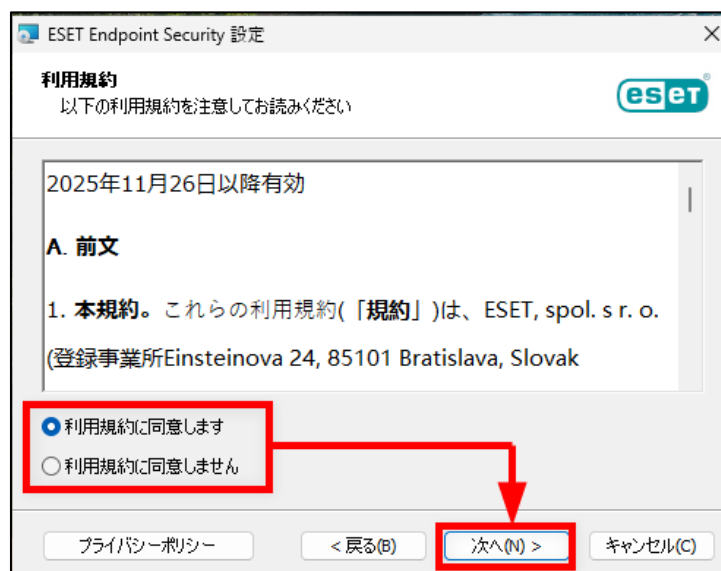 ESET Endpoint Security 設定
利用規約
以下の利用規約を注意してお読みください
eseT
®
2025年11月26日以降有効
A. 前文
1. 本規約。これらの利用規約(「規約」)は、ESET, spol. s r. o.
(登録事業所Einsteinova 24, 85101 Bratislava, Slovak
利用規約に同意します
利用規約に同意しません
プライバシーポリシー
< 戻る(B)
次へ(N) >
キャンセル(C)